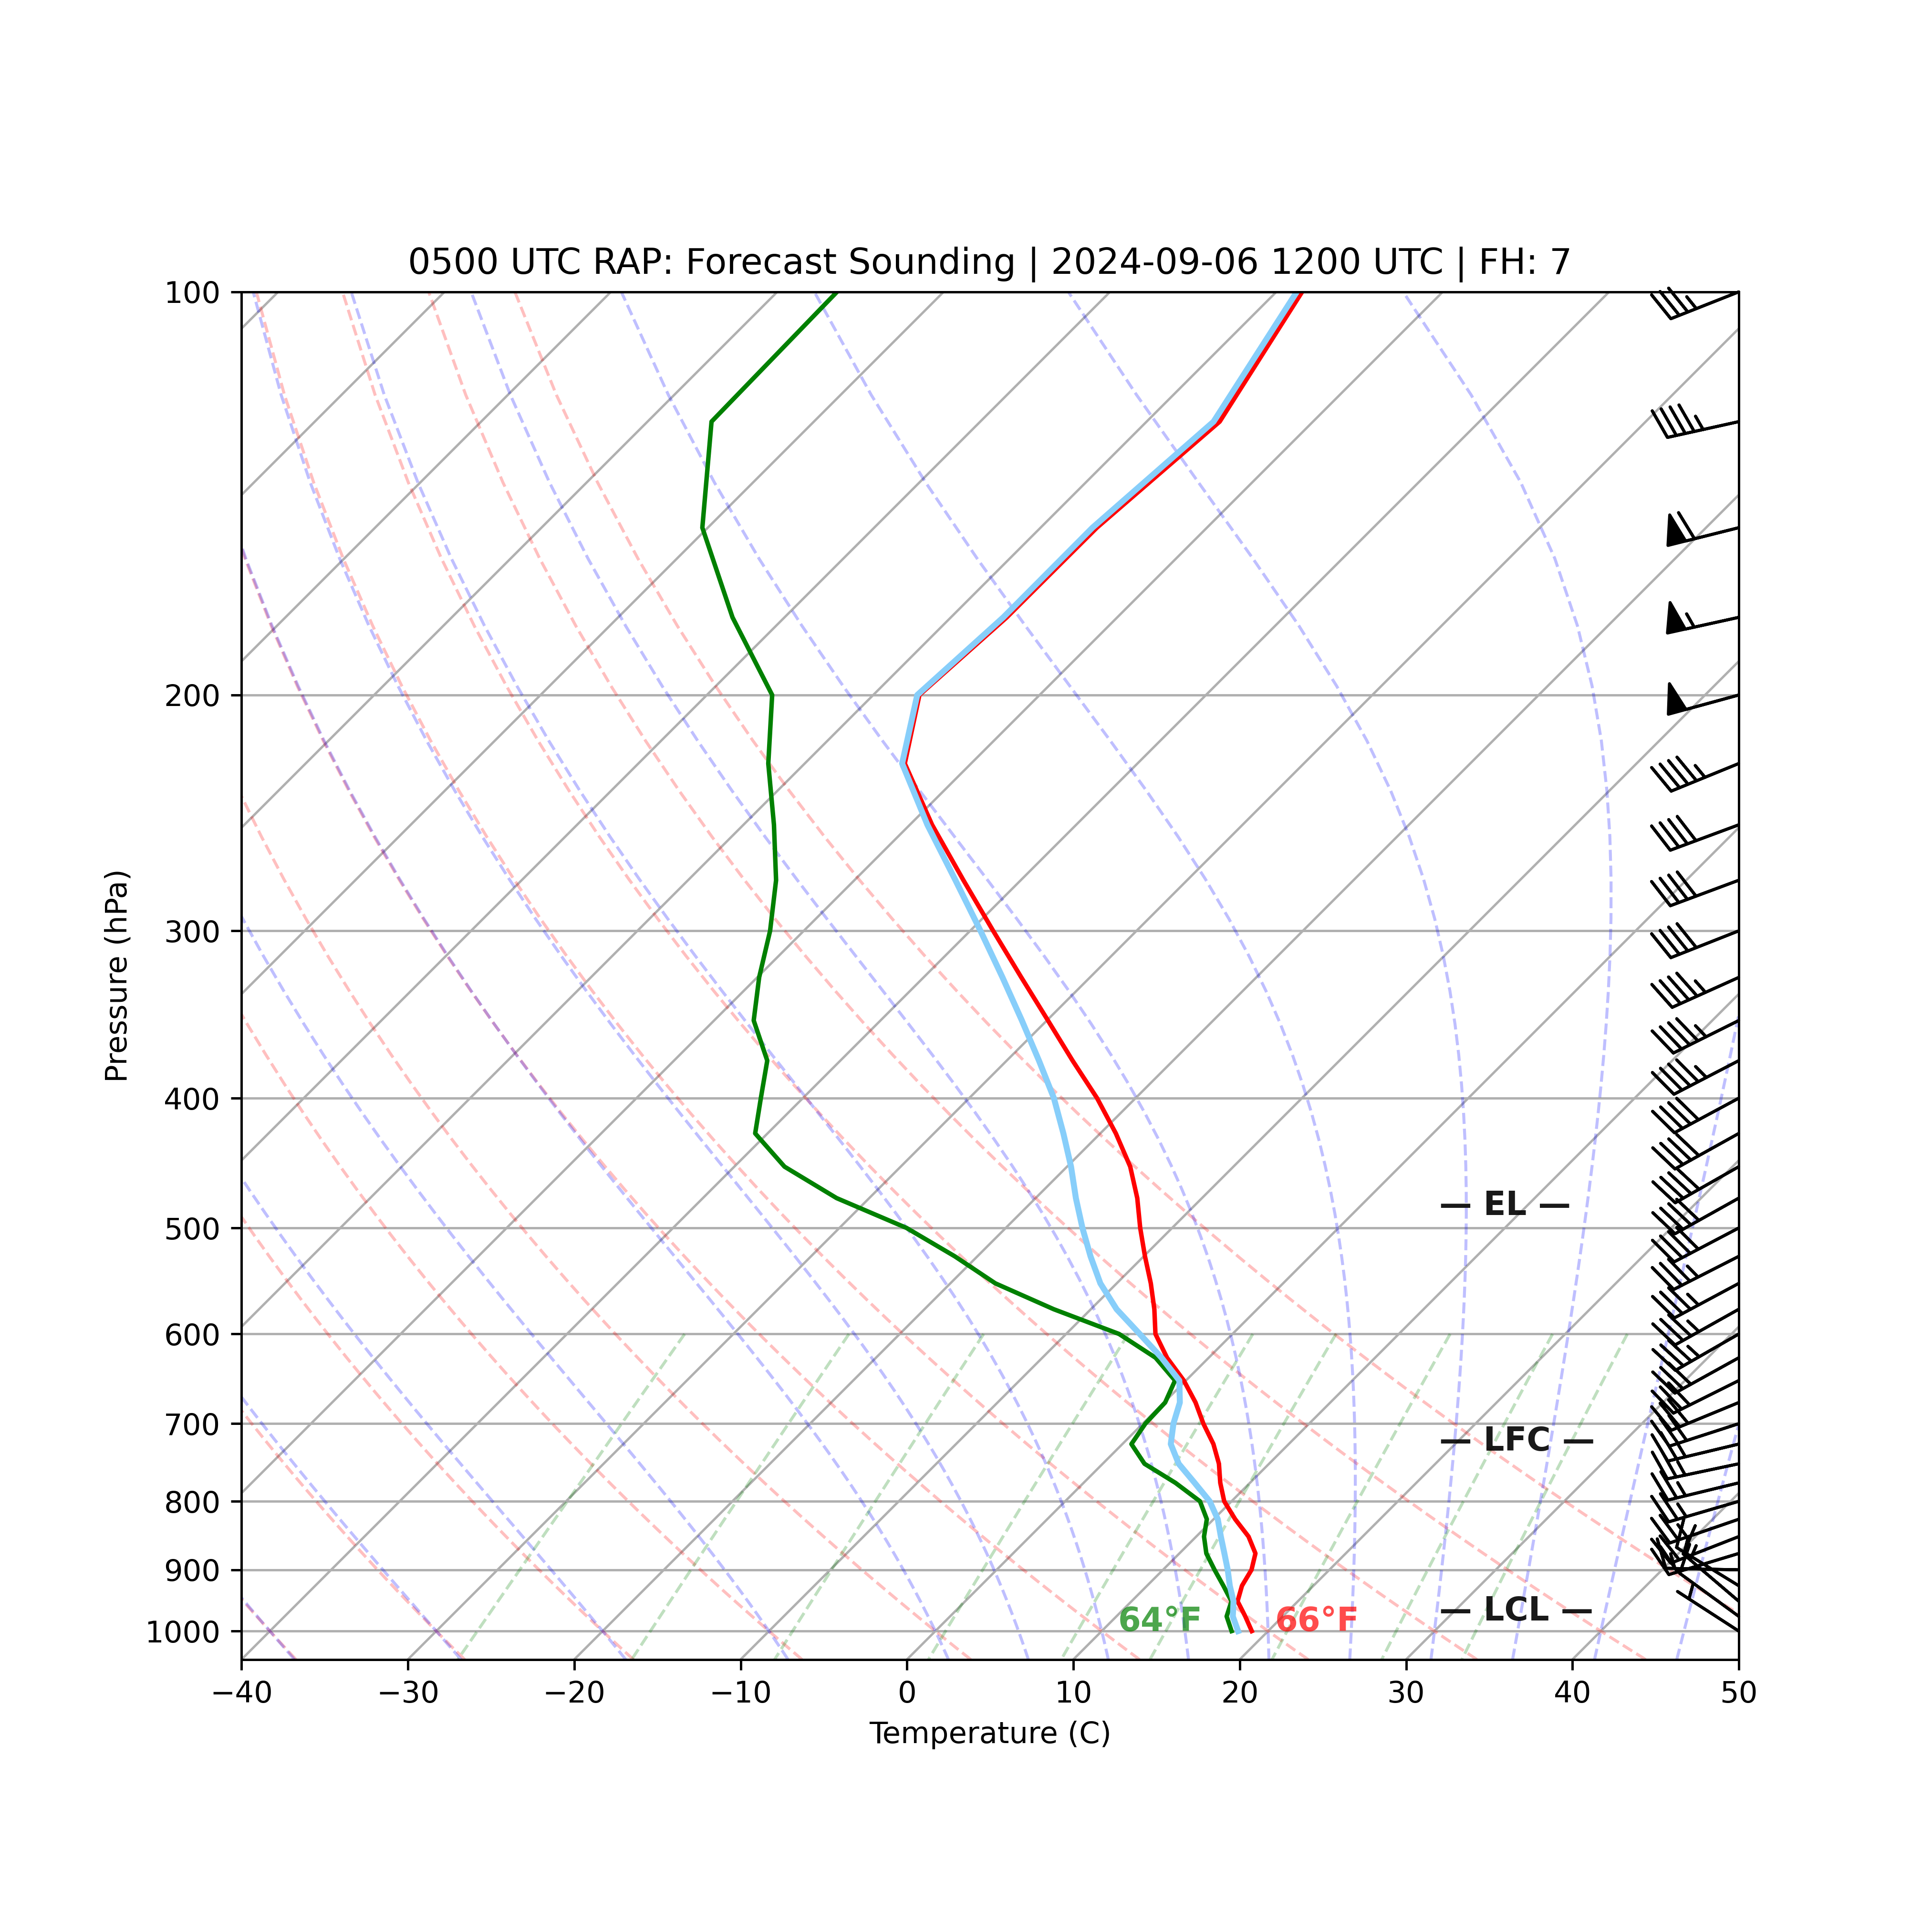 0500 UTC RAP: Forecast Sounding | 2024-09-06 1200 UTC | FH: 7
100
200
300
Pressure (hPa)
400
— EL —
500
600
700
— LFC —
800
900
— LCL —
64°F 66°F
1000
−40 −30 −20 −10 0 10 20 30 40 50
Temperature (C)